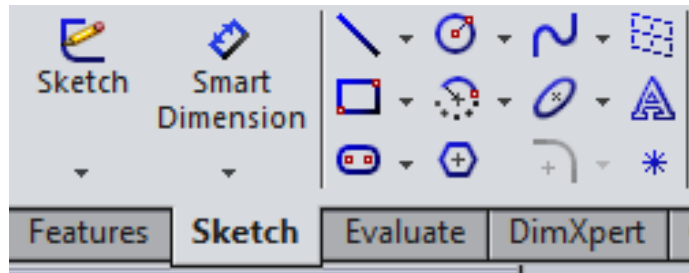 Sketch
Smart
Dimension
Features
Sketch
Evaluate
DimXpert